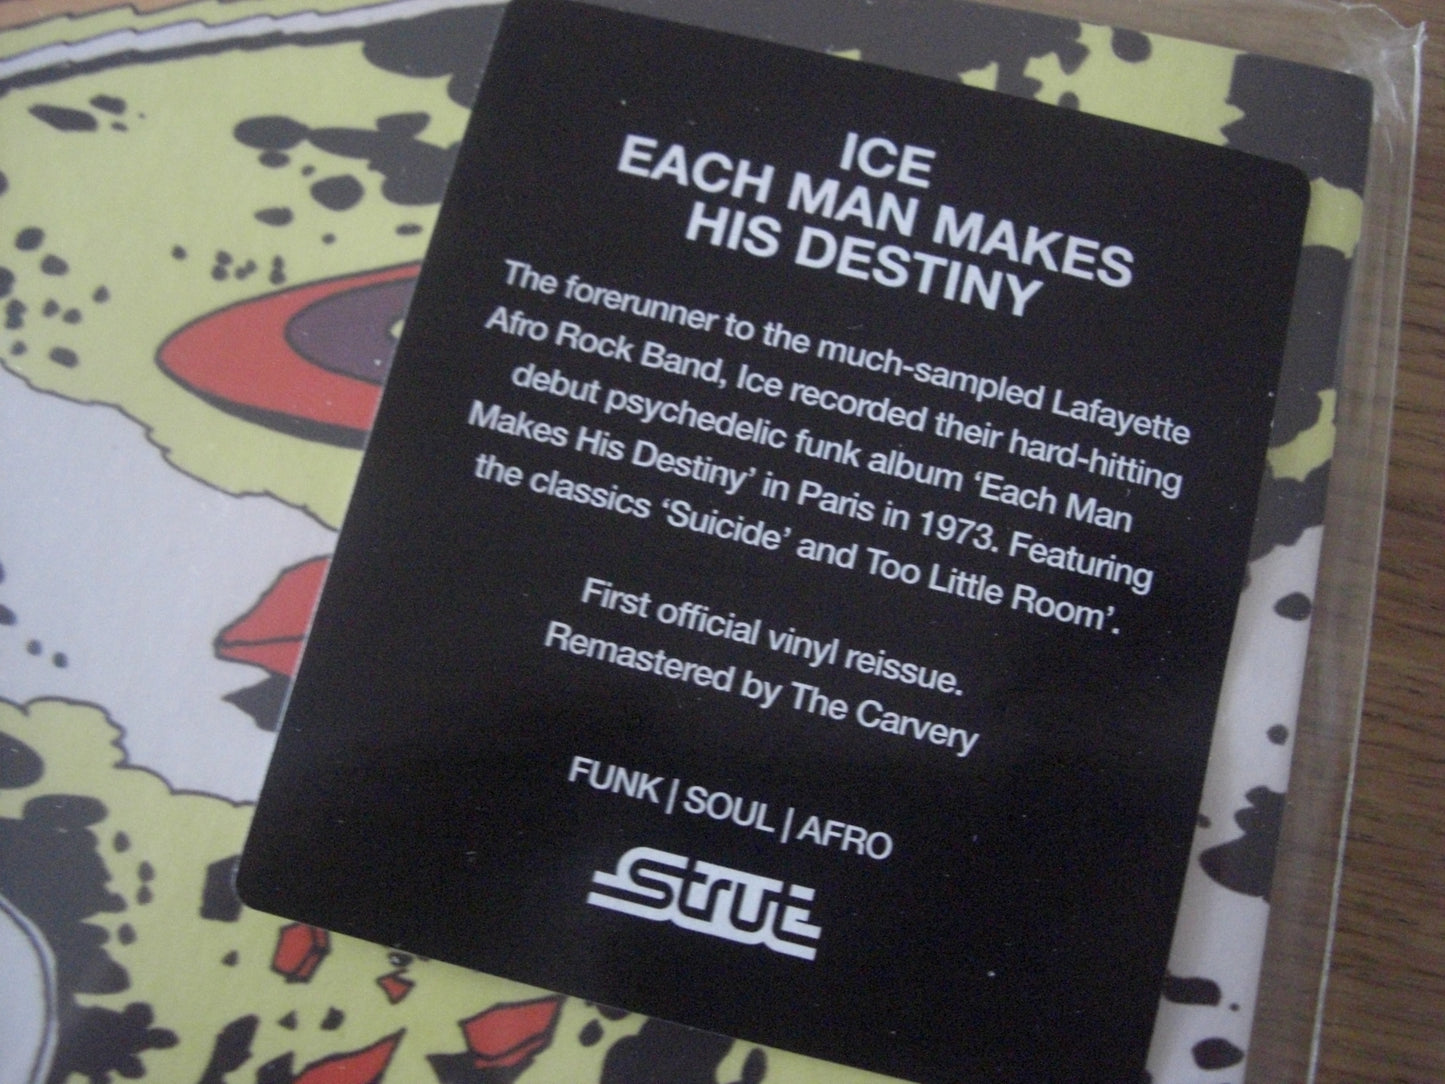 ICE
EACH MAN MAKES
HIS DESTINY
The forerunner to the much-sampled Lafayette
Afro Rock Band, Ice recorded their hard-hitting
debut psychedelic funk album ‘Each Man
Makes His Destiny’ in Paris in 1973. Featuring
the classics ‘Suicide’ and Too Little Room’.
First official vinyl reissue.
Remastered by The Carvery
FUNK | SOUL | AFRO
Strut